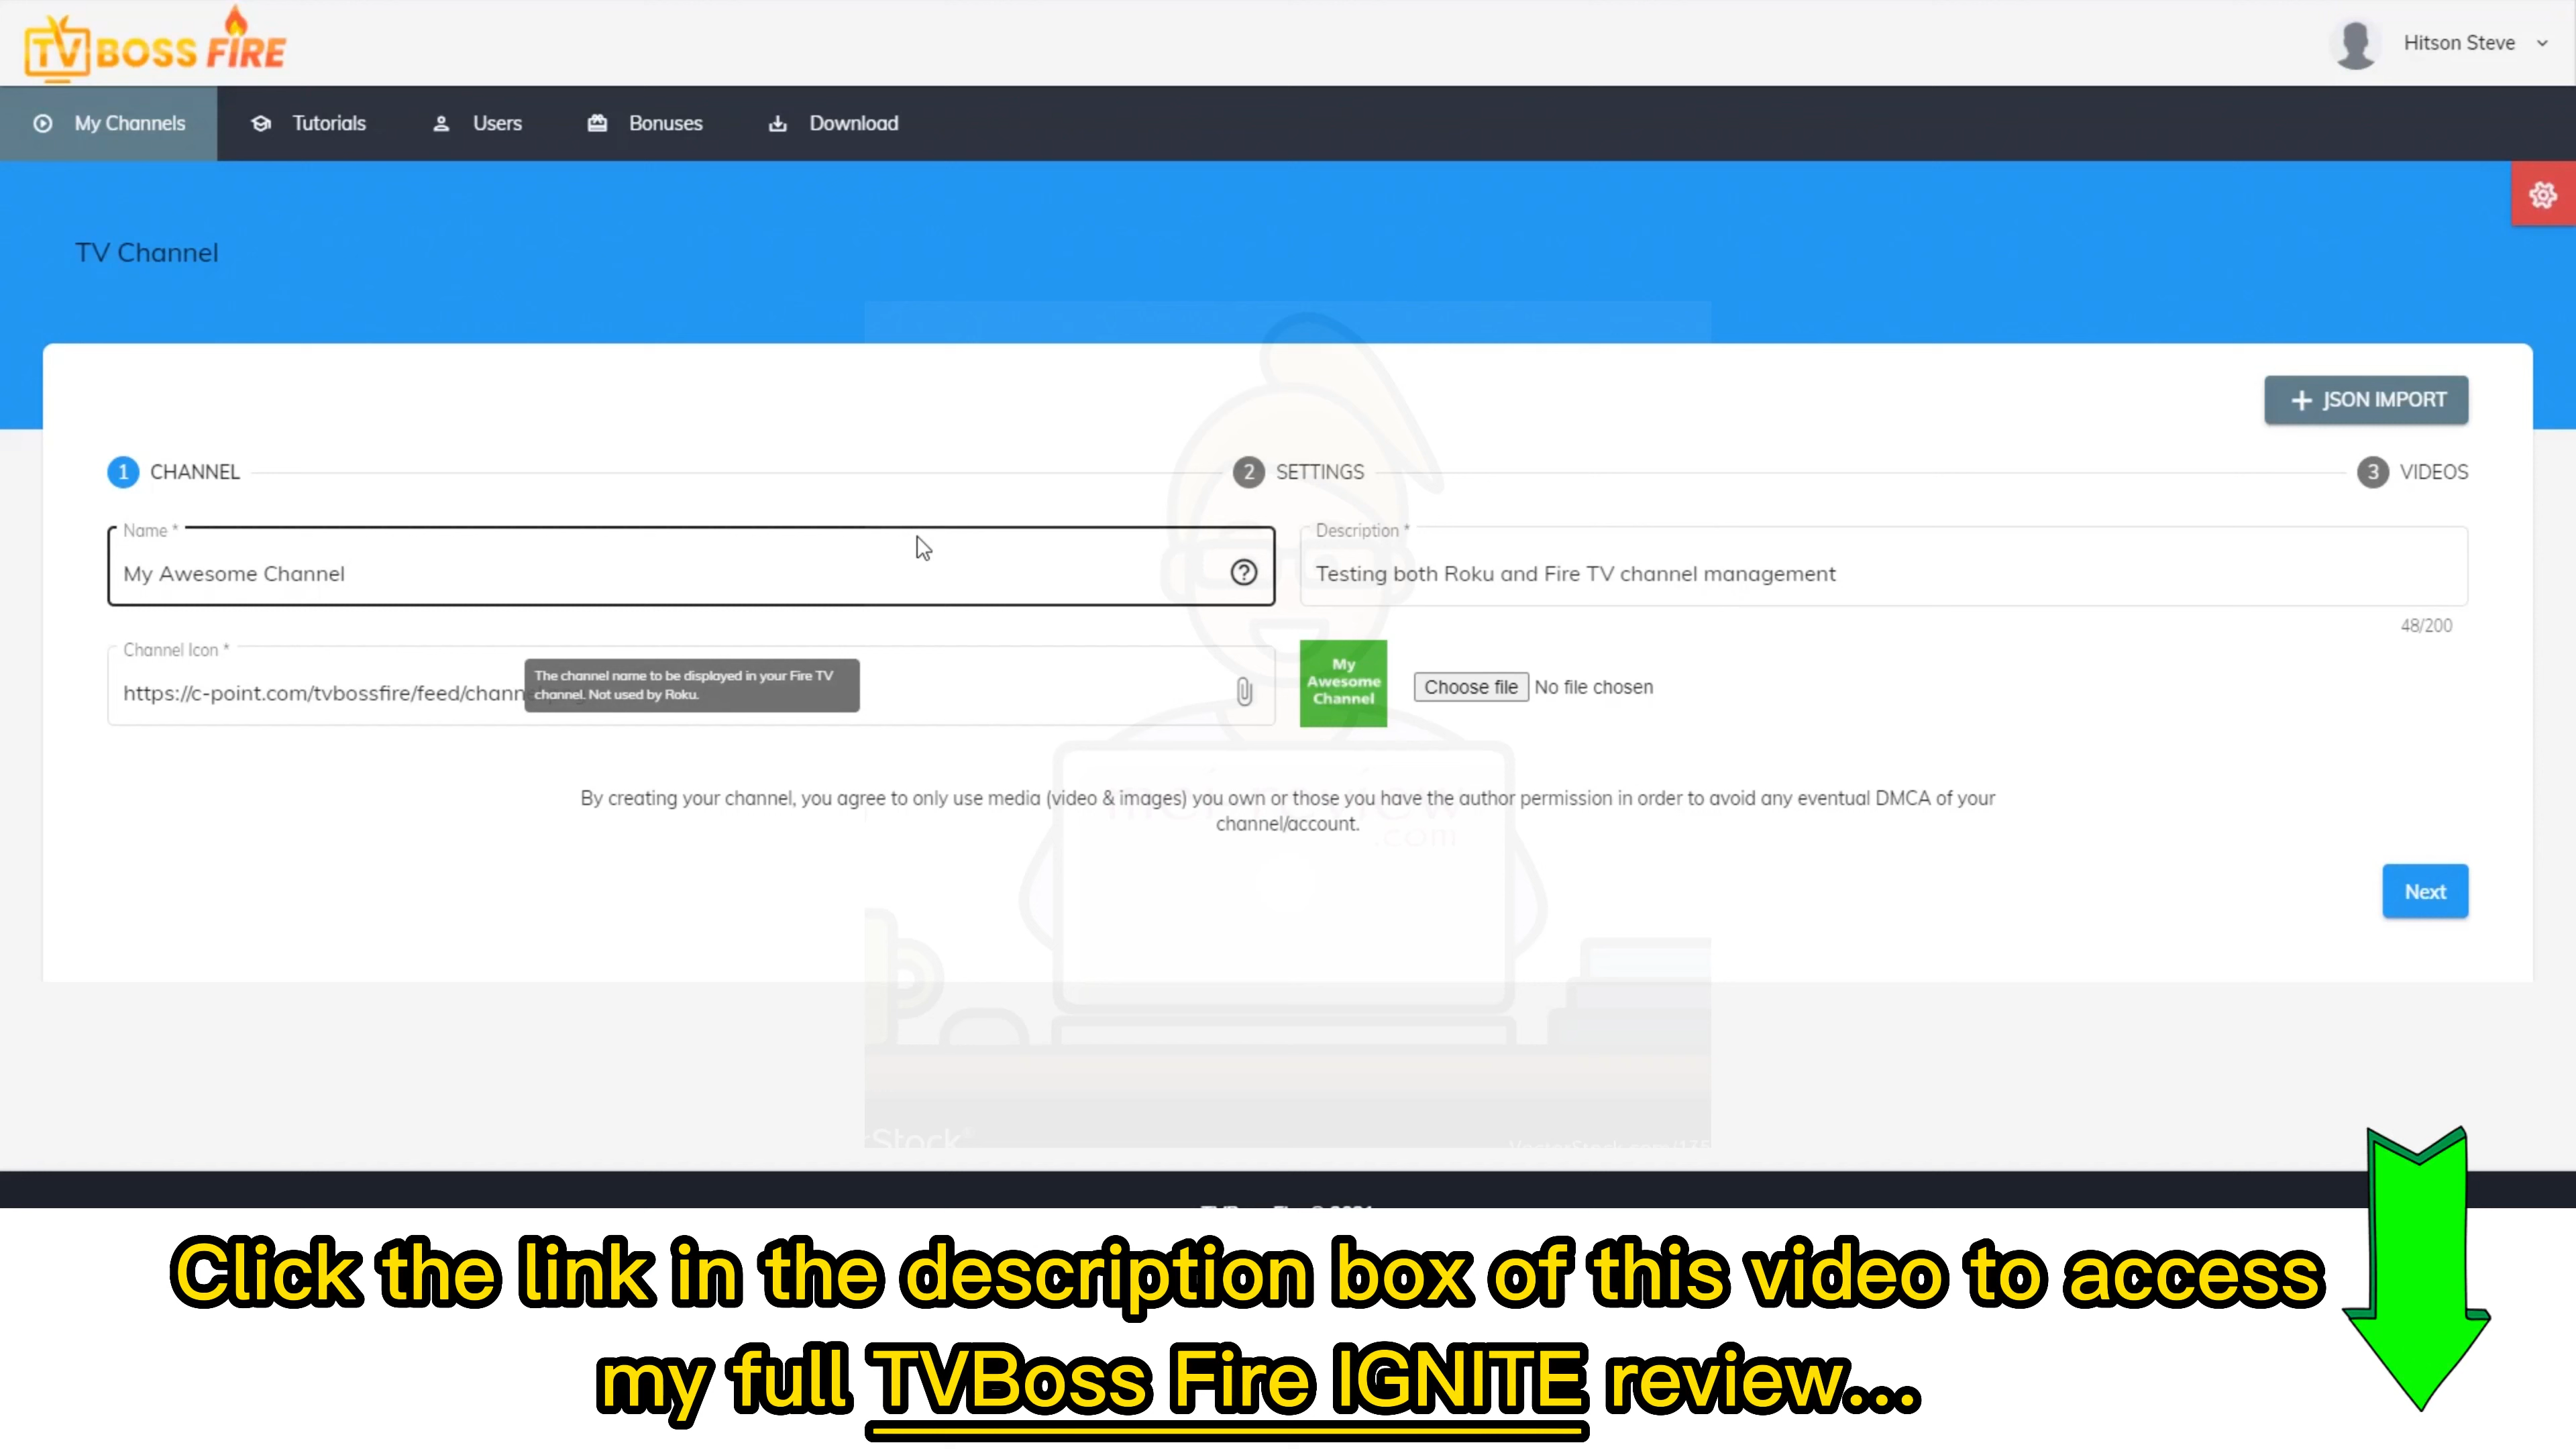 TV BOSS FIRE
Hitson Steve
My Channels
Tutorials
Users
Bonuses
Download
TV Channel
+ JSON IMPORT
1 CHANNEL
2 SETTINGS
3 VIDEOS
Name *
My Awesome Channel
Description *
Testing both Roku and Fire TV channel management
48/200
Channel Icon *
https://c-point.com/tvbossfire/feed/chann
The channel name to be displayed in your Fire TV
channel. Not used by Roku.
My
Awesome
Channel
Choose file No file chosen
By creating your channel, you agree to only use media (video & images) you own or those you have the author permission in order to avoid any eventual DMCA of your
channel/account.
.com
Next
Click the link in the description box of this video to access
my full TVBoss Fire IGNITE review...